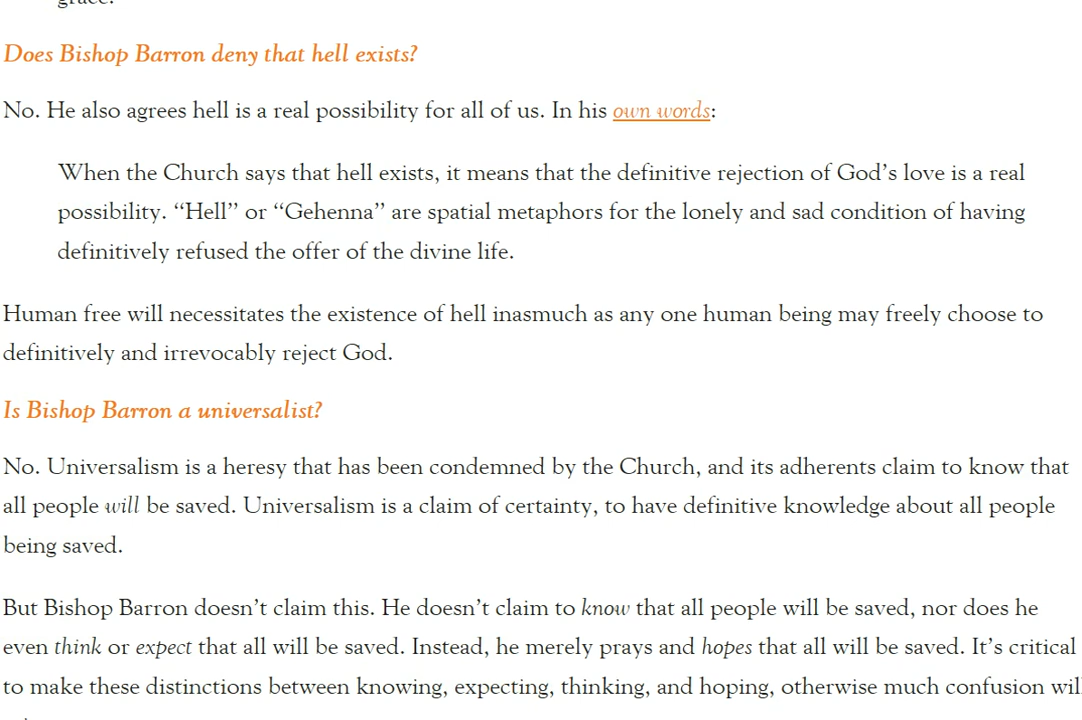 grace.
Does Bishop Barron deny that hell exists?
No. He also agrees hell is a real possibility for all of us. In his own words:
When the Church says that hell exists, it means that the definitive rejection of God’s love is a real
possibility. “Hell” or “Gehenna” are spatial metaphors for the lonely and sad condition of having
definitively refused the offer of the divine life.
Human free will necessitates the existence of hell inasmuch as any one human being may freely choose to
definitively and irrevocably reject God.
Is Bishop Barron a universalist?
No. Universalism is a heresy that has been condemned by the Church, and its adherents claim to know that
all people will be saved. Universalism is a claim of certainty, to have definitive knowledge about all people
being saved.
But Bishop Barron doesn’t claim this. He doesn’t claim to know that all people will be saved, nor does he
even think or expect that all will be saved. Instead, he merely prays and hopes that all will be saved. It’s critical
to make these distinctions between knowing, expecting, thinking, and hoping, otherwise much confusion wil